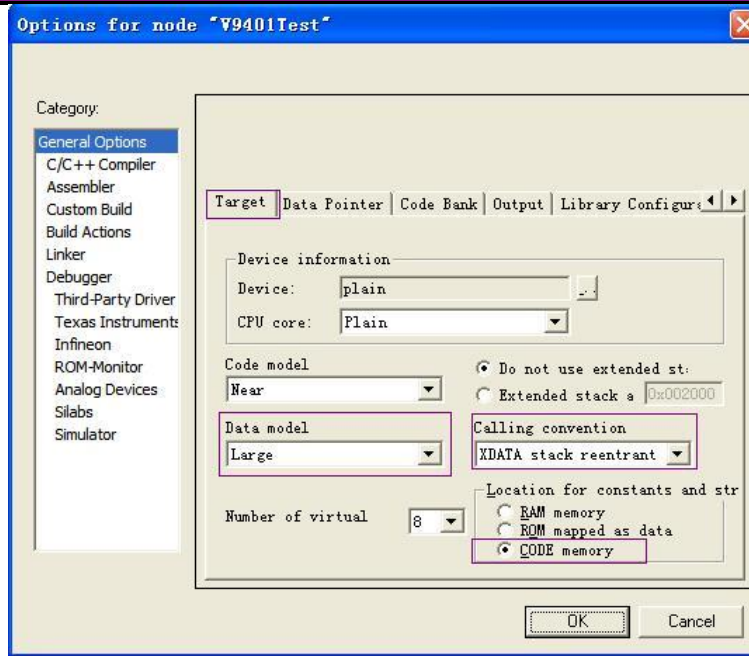 Options for node "V9401Test"
Category:
General Options
C/C++ Compiler
Assembler
Custom Build
Build Actions
Linker
Debugger
Third-Party Driver
Texas Instruments
Infineon
ROM-Monitor
Analog Devices
Silabs
Simulator
Target Data Pointer Code Bank Output Library Configura
Device information
Device: plain ...
CPU core: Plain
Code model
Near
Do not use extended st
Extended stack a 0x002000
Data model
Large
Calling convention
XDATA stack reentrant
Number of virtual 8
Location for constants and str
RAM memory
ROM mapped as data
CODE memory
OK Cancel